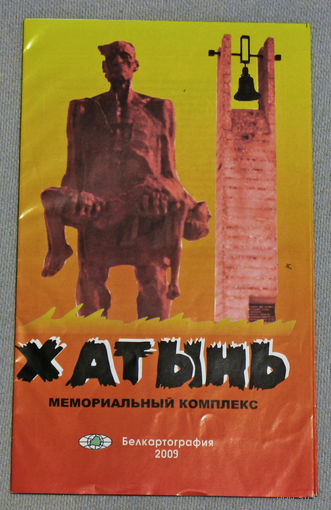 ХАТЫНЬ
МЕМОРИАЛЬНЫЙ КОМПЛЕКС
Белкартография
2009